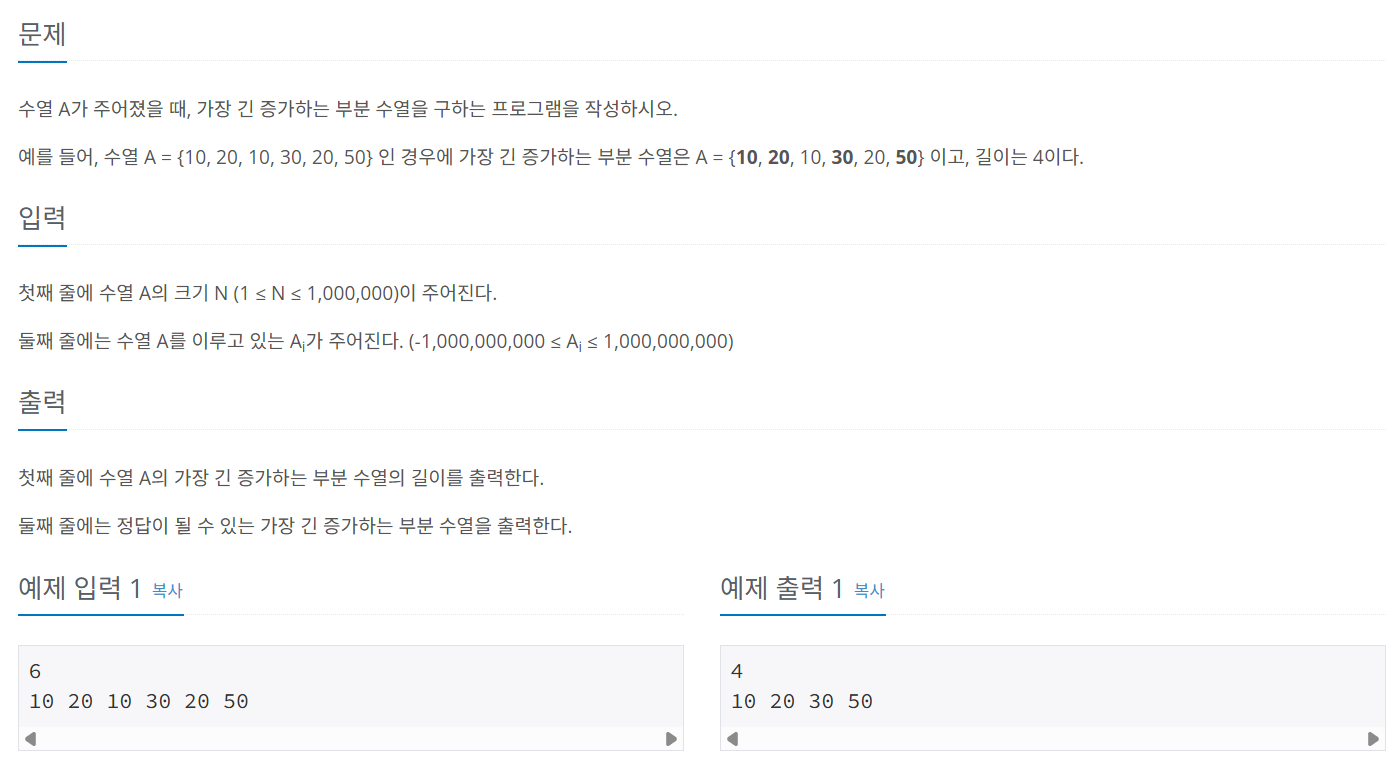 문제
수열 A가 주어졌을 때, 가장 긴 증가하는 부분 수열을 구하는 프로그램을 작성하시오.
예를 들어, 수열 A = {10, 20, 10, 30, 20, 50} 인 경우에 가장 긴 증가하는 부분 수열은 A = {10, 20, 10, 30, 20, 50} 이고, 길이는 4이다.
입력
첫째 줄에 수열 A의 크기 N (1 ≤ N ≤ 1,000,000)이 주어진다.
둘째 줄에는 수열 A를 이루고 있는 Ai가 주어진다. (-1,000,000,000 ≤ Ai ≤ 1,000,000,000)
출력
첫째 줄에 수열 A의 가장 긴 증가하는 부분 수열의 길이를 출력한다.
둘째 줄에는 정답이 될 수 있는 가장 긴 증가하는 부분 수열을 출력한다.
예제 입력 1 복사
6
10 20 10 30 20 50
예제 출력 1 복사
4
10 20 30 50